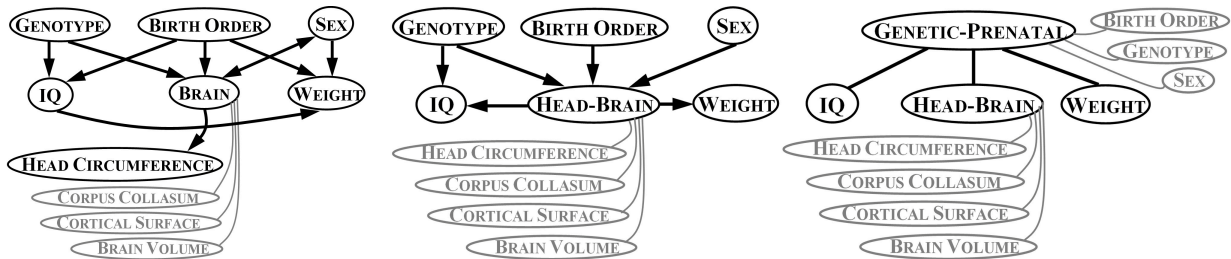 GENOTYPE BIRTH ORDER SEX
IQ BRAIN WEIGHT
HEAD CIRCUMFERENCE
CORPUS COLLASUM
CORTICAL SURFACE
BRAIN VOLUME
GENOTYPE BIRTH ORDER SEX
IQ HEAD-BRAIN WEIGHT
HEAD CIRCUMFERENCE
CORPUS COLLASUM
CORTICAL SURFACE
BRAIN VOLUME
GENETIC-PRENATAL
BIRTH ORDER
GENOTYPE
SEX
IQ HEAD-BRAIN WEIGHT
HEAD CIRCUMFERENCE
CORPUS COLLASUM
CORTICAL SURFACE
BRAIN VOLUME